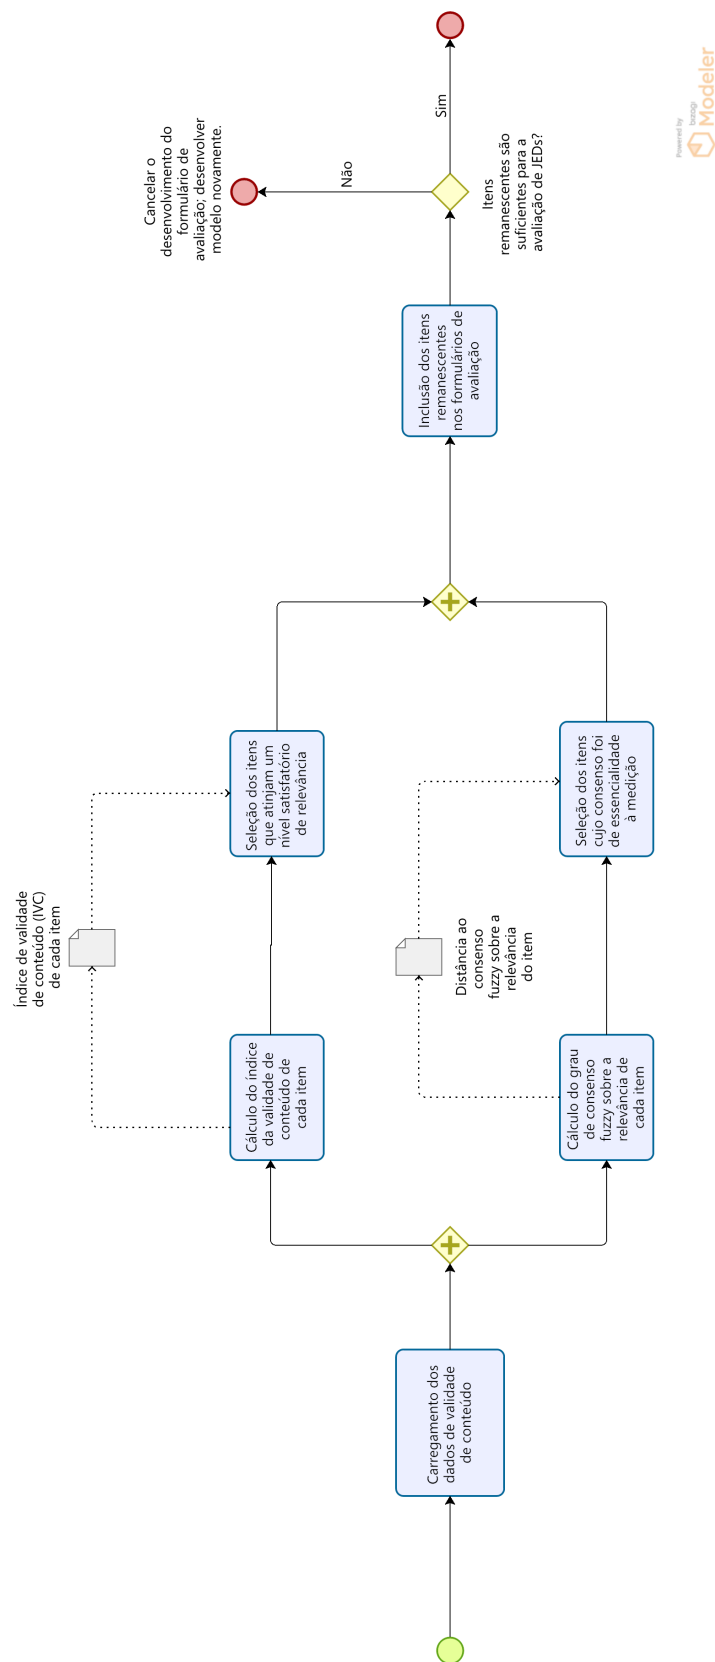 Carregamento dos
dados de validade
de conteúdo
Cálculo do índice
da validade de
conteúdo de
cada item
Índice de validade
de conteúdo (IVC)
de cada item
Seleção dos itens
que atinjam um
nível satisfatório
de relevância
Cálculo do grau
de consenso
fuzzy sobre a
relevância de
cada item
Distância ao
consenso
fuzzy sobre a
relevância
do item
Seleção dos itens
cujo consenso foi
de essencialidade
à medição
Inclusão dos itens
remanescentes
nos formulários de
avaliação
Itens
remanescentes são
suficientes para a
avaliação de JEDs?
Não
Cancelar o
desenvolvimento do
formulário de
avaliação; desenvolver
modelo novamente.
Sim
Powered by
bizagi
Modeler